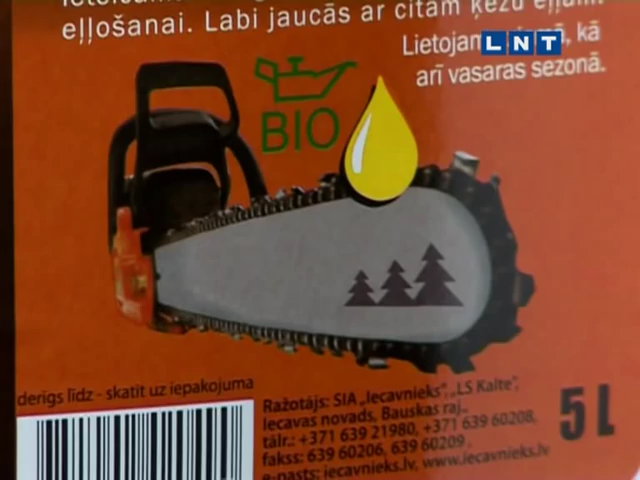 eļļošanai. Labi jaucās ar citām ķēžu eļļām.
LNT
kā
arī vasaras sezonā.
BIO
derīgs līdz - skatit uz iepakojuma
Ražotājs: SIA „Iecavnieks", „LS Kalte",
Iecavas novads, Bauskas raj.,
tālr.: +371 639 21980, +371 639 60208,
fakss: 639 60206, 639 60209 ,
e-pasts: iecavnieks.lv, www.iecavnieks.lv
5 L